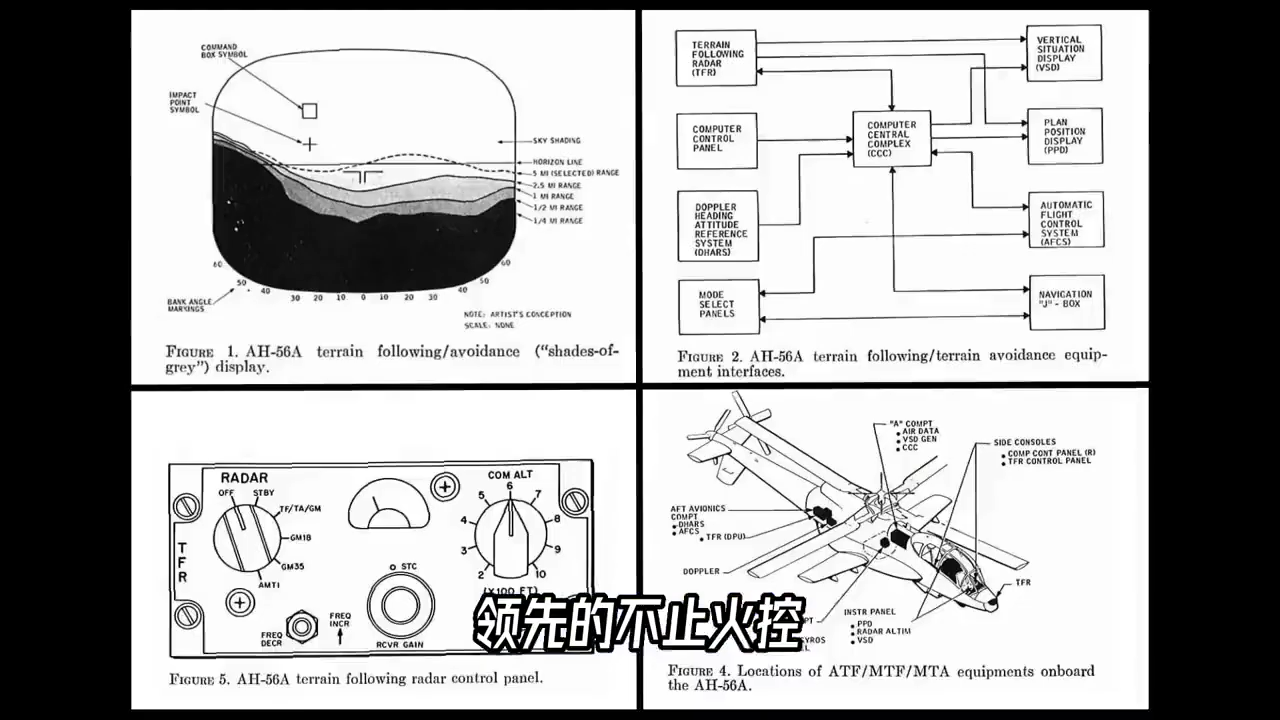 COMMAND
BOX SYMBOL
IMPACT
POINT
SYMBOL
SKY SHADING
HORIZON LINE
5 MI (SELECTED) RANGE
2.5 MI RANGE
1 MI RANGE
1/2 MI RANGE
1/4 MI RANGE
60
50
40
30
20
10
0
10
20
30
40
50
60
BANK ANGLE
MARKINGS
NOTE: ARTIST'S CONCEPTION
SCALE: NONE
FIGURE 1. AH-56A terrain following/avoidance ("shades-of-
grey") display.
TERRAIN
FOLLOWING
RADAR
(TFR)
VERTICAL
SITUATION
DISPLAY
(VSD)
COMPUTER
CONTROL
PANEL
COMPUTER
CENTRAL
COMPLEX
(CCC)
PLAN
POSITION
DISPLAY
(PPD)
DOPPLER
HEADING
ATTITUDE
REFERENCE
SYSTEM
(DHARS)
AUTOMATIC
FLIGHT
CONTROL
SYSTEM
(AFCS)
MODE
SELECT
PANELS
NAVIGATION
"J" - BOX
FIGURE 2. AH-56A terrain following/terrain avoidance equip-
ment interfaces.
RADAR
OFF
STBY
TF/TA/GM
GM18
GM35
AMTI
TFR
COM ALT
2
3
4
5
6
7
8
9
10
(X100 FT)
STC
RCVR GAIN
FREQ
DECR
FREQ
INCR
FIGURE 5. AH-56A terrain following radar control panel.
"A" COMPT
AIR DATA
VSD GEN
CCC
SIDE CONSOLES
COMP CONT PANEL (R)
TFR CONTROL PANEL
AFT AVIONICS
COMPT
DHARS
AFCS
TFR (DPU)
DOPPLER
TFR
INSTR PANEL
PPD
RADAR ALTIM
VSD
FIGURE 4. Locations of ATF/MTF/MTA equipments onboard
the AH-56A.
领先的不止火控